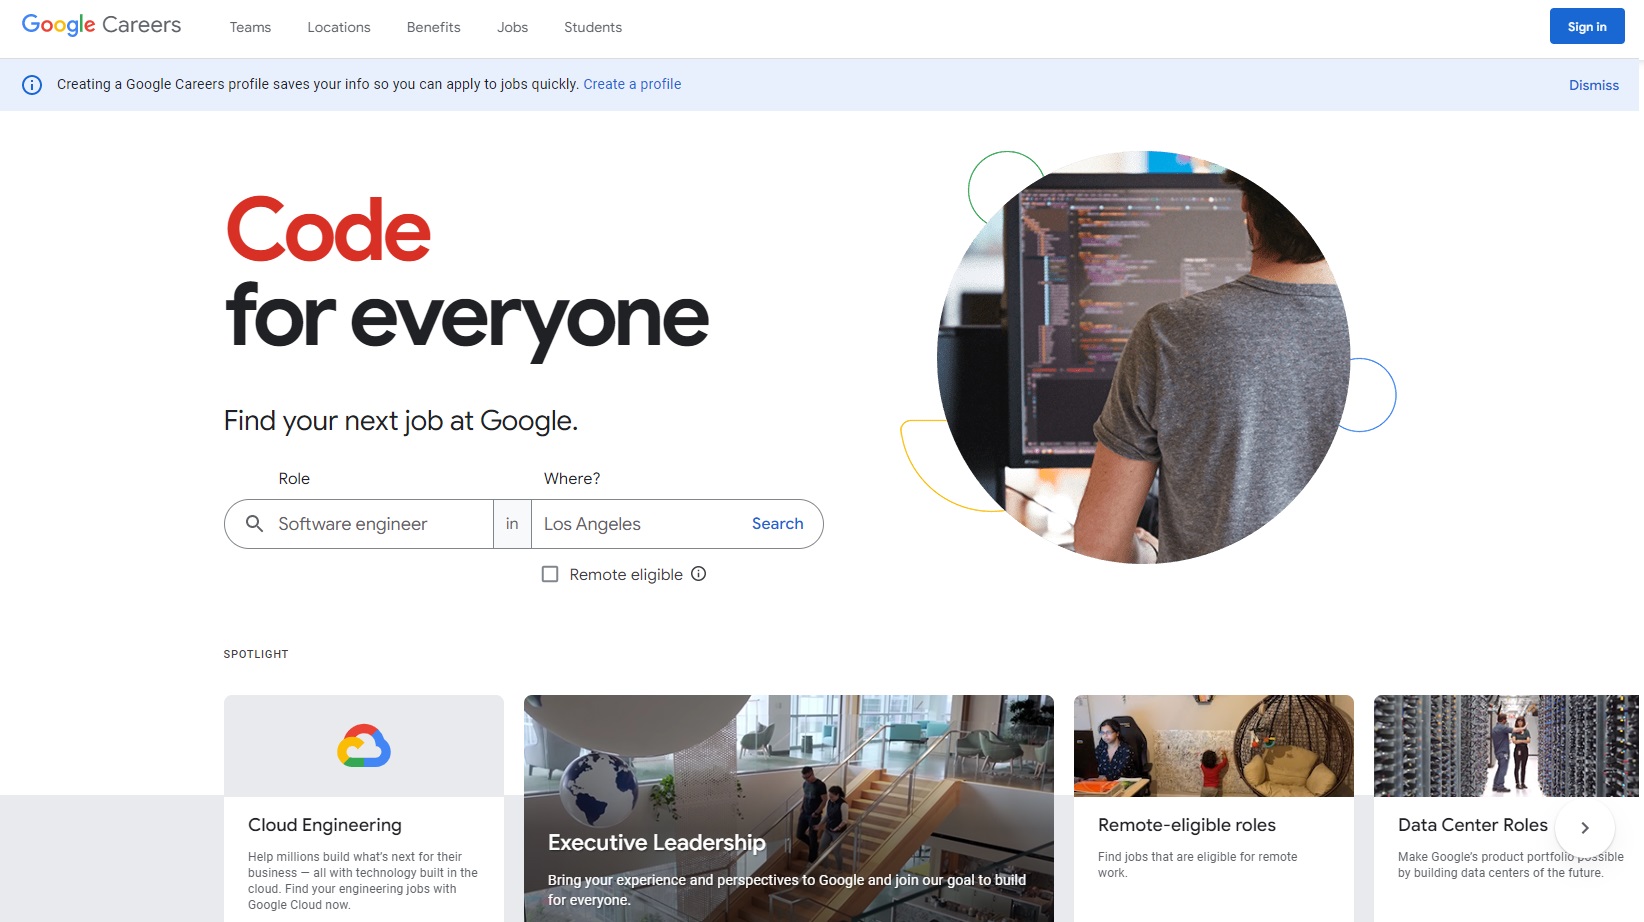 Google Careers
Teams
Locations
Benefits
Jobs
Students
Sign in
Creating a Google Careers profile saves your info so you can apply to jobs quickly. Create a profile
Dismiss
Code
for everyone
Find your next job at Google.
Role
Where?
Software engineer
in
Los Angeles
Search
Remote eligible
SPOTLIGHT
Cloud Engineering
Help millions build what's next for their
business — all with technology built in the
cloud. Find your engineering jobs with
Google Cloud now.
Executive Leadership
Bring your experience and perspectives to Google and join our goal to build
for everyone.
Remote-eligible roles
Find jobs that are eligible for remote
work.
Data Center Roles
Make Google's product portfolio possible
by building data centers of the future.